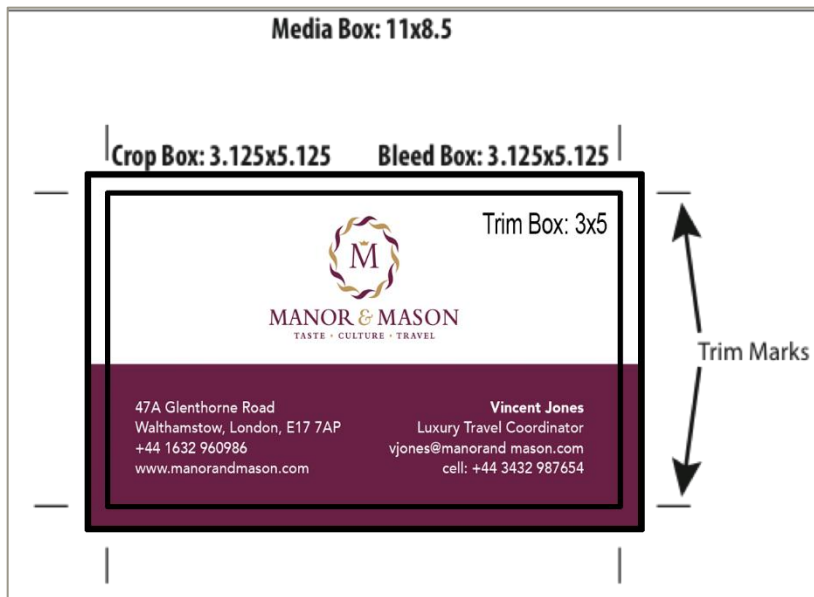 Media Box: 11x8.5
Crop Box: 3.125x5.125 Bleed Box: 3.125x5.125
Trim Box: 3x5
M
MANOR & MASON
TASTE • CULTURE • TRAVEL
Trim Marks
47A Glenthorne Road
Walthamstow, London, E17 7AP
+44 1632 960986
www.manorandmason.com
Vincent Jones
Luxury Travel Coordinator
vjones@manorand mason.com
cell: +44 3432 987654